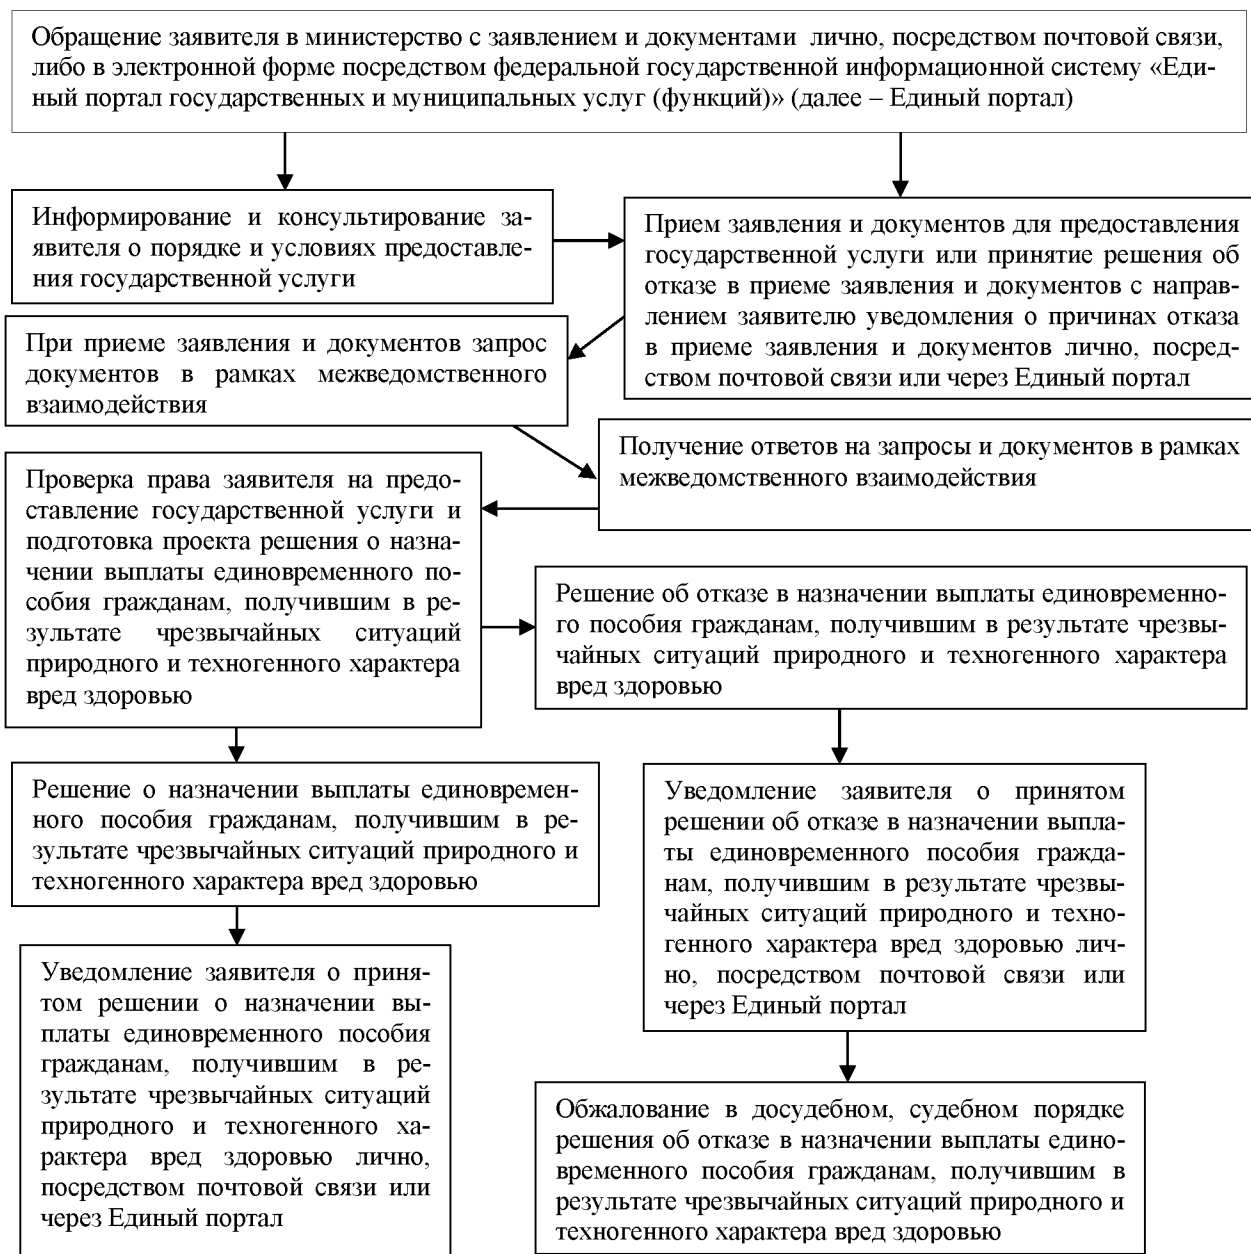 Обращение заявителя в министерство с заявлением и документами лично, посредством почтовой связи,
либо в электронной форме посредством федеральной государственной информационной систему «Еди-
ный портал государственных и муниципальных услуг (функций)» (далее – Единый портал)
Информирование и консультирование за-
явителя о порядке и условиях предоставле-
ния государственной услуги
Прием заявления и документов для предоставления
государственной услуги или принятие решения об
отказе в приеме заявления и документов с направ-
лением заявителю уведомления о причинах отказа
в приеме заявления и документов лично, посред-
ством почтовой связи или через Единый портал
При приеме заявления и документов запрос
документов в рамках межведомственного
взаимодействия
Получение ответов на запросы и документов в рамках
межведомственного взаимодействия
Проверка права заявителя на предо-
ставление государственной услуги и
подготовка проекта решения о назна-
чении выплаты единовременного по-
собия гражданам, получившим в ре-
зультате чрезвычайных ситуаций
природного и техногенного характера
вред здоровью
Решение об отказе в назначении выплаты единовременно-
го пособия гражданам, получившим в результате чрезвы-
чайных ситуаций природного и техногенного характера
вред здоровью
Решение о назначении выплаты единовремен-
ного пособия гражданам, получившим в ре-
зультате чрезвычайных ситуаций природного и
техногенного характера вред здоровью
Уведомление заявителя о принятом
решении об отказе в назначении выпла-
ты единовременного пособия гражда-
нам, получившим в результате чрезвы-
чайных ситуаций природного и техно-
генного характера вред здоровью лич-
но, посредством почтовой связи или
через Единый портал
Уведомление заявителя о приня-
том решении о назначении вы-
платы единовременного пособия
гражданам, получившим в ре-
зультате чрезвычайных ситуаций
природного и техногенного ха-
рактера вред здоровью лично,
посредством почтовой связи или
через Единый портал
Обжалование в досудебном, судебном порядке
решения об отказе в назначении выплаты едино-
временного пособия гражданам, получившим в
результате чрезвычайных ситуаций природного и
техногенного характера вред здоровью